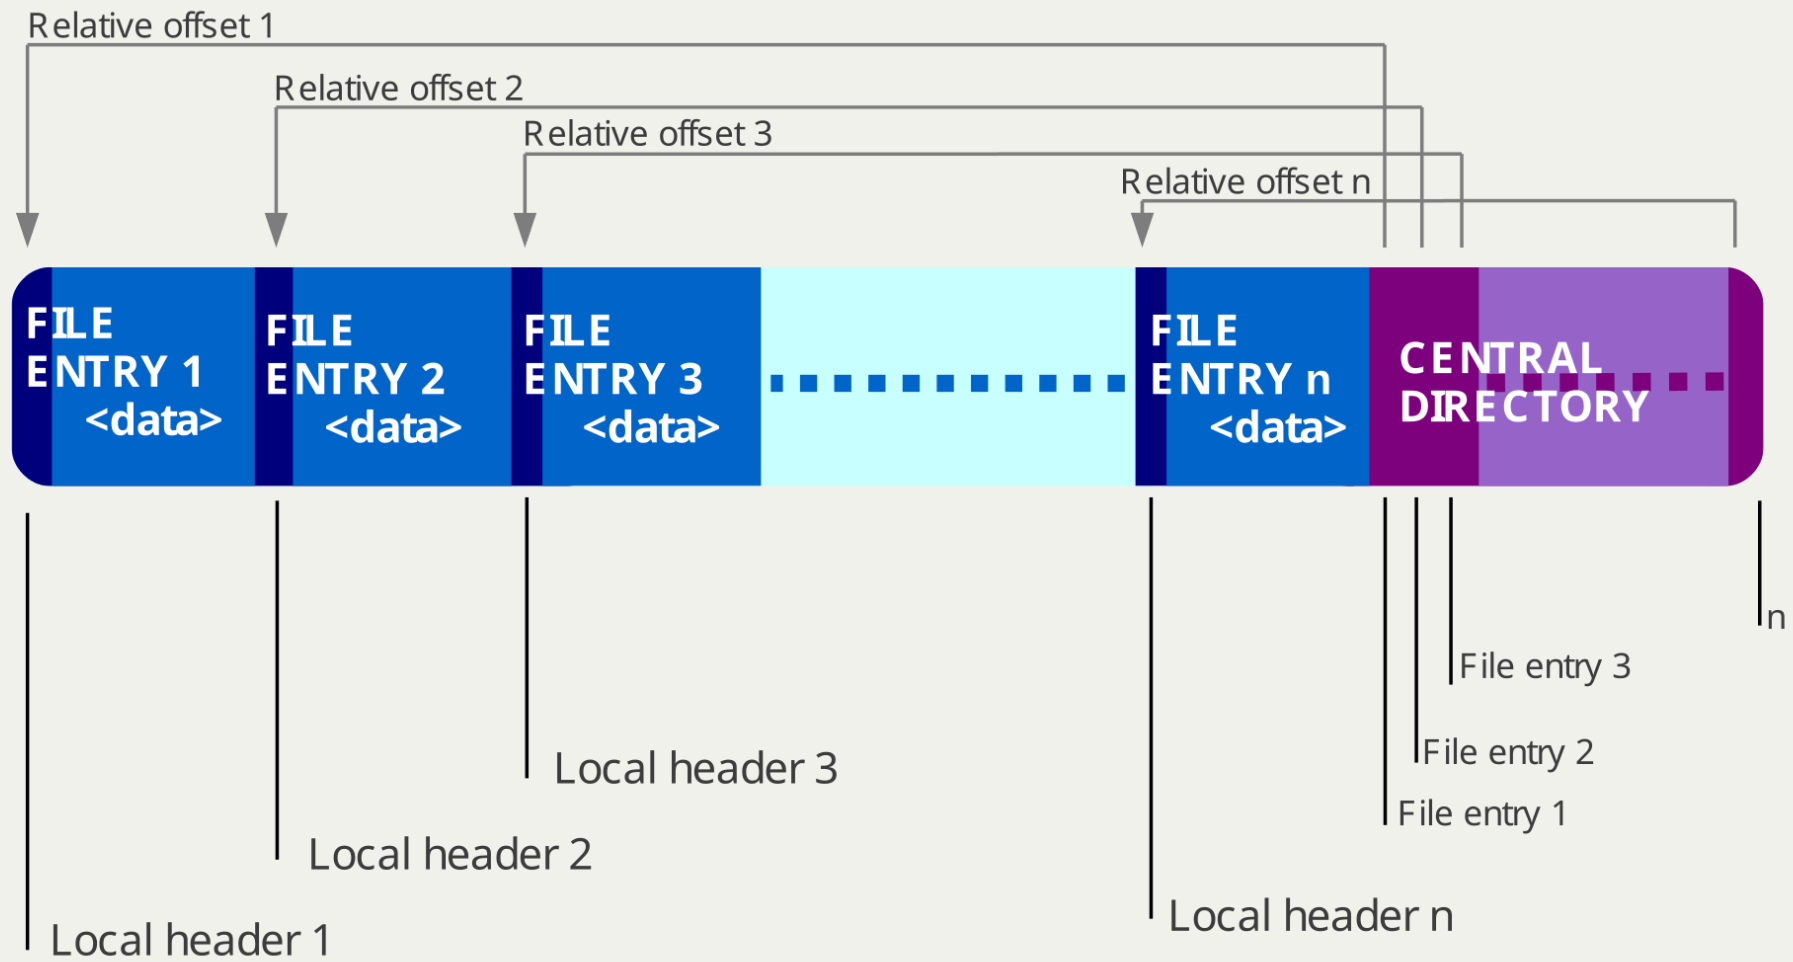 Relative offset 1
Relative offset 2
Relative offset 3
Relative offset n
FILE
ENTRY 1
<data>
FILE
ENTRY 2
<data>
FILE
ENTRY 3
<data>
FILE
ENTRY n
<data>
CENTRAL
DIRECTORY
n
File entry 3
File entry 2
File entry 1
Local header 3
Local header 2
Local header n
Local header 1